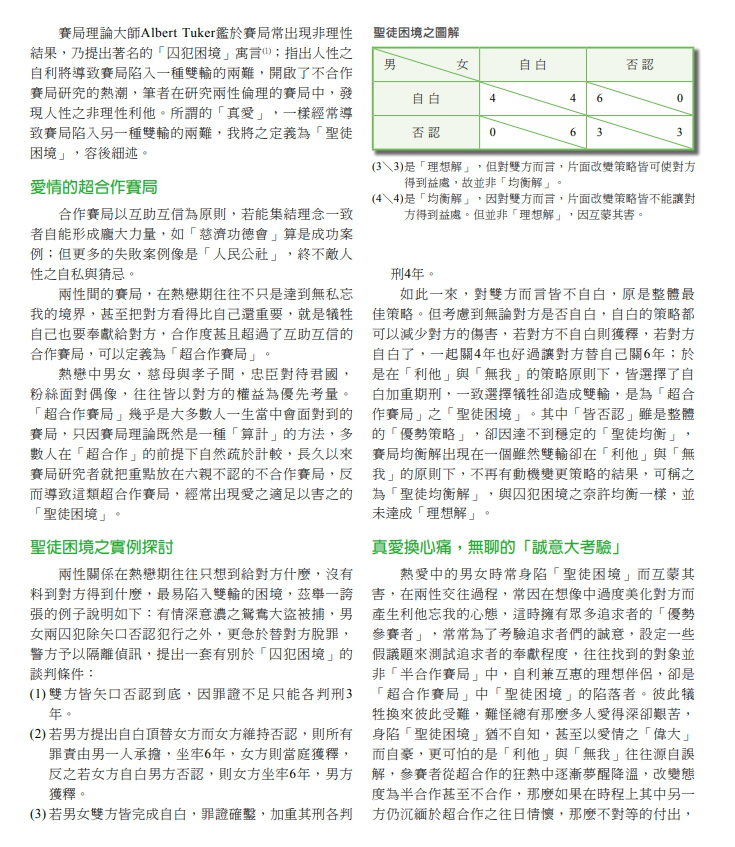 賽局理論大師Albert Tuker鑑於賽局常出現非理性
結果，乃提出著名的「囚犯困境」寓言⑴；指出人性之
自利將導致賽局陷入一種雙輸的兩難，開啟了不合作
賽局研究的熱潮，筆者在研究兩性倫理的賽局中，發
現人性之非理性利他。所謂的「真愛」，一樣經常導
致賽局陷入另一種雙輸的兩難，我將之定義為「聖徒
困境」，容後細述。
愛情的超合作賽局
合作賽局以互助互信為原則，若能集結理念一致
者自能形成龐大力量，如「慈濟功德會」算是成功案
例；但更多的失敗案例像是「人民公社」，終不敵人
性之自私與猜忌。
兩性間的賽局，在熱戀期往往不只是達到無私忘
我的境界，甚至把對方看得比自己還重要，就是犧牲
自己也要奉獻給對方，合作度甚且超過了互助互信的
合作賽局，可以定義為「超合作賽局」。
熱戀中男女，慈母與孝子間，忠臣對待君國，
粉絲面對偶像，往往皆以對方的權益為優先考量。
「超合作賽局」幾乎是大多數人一生當中會面對到的
賽局，只因賽局理論既然是一種「算計」的方法，多
數人在「超合作」的前提下自然疏於計較，長久以來
賽局研究者就把重點放在六親不認的不合作賽局，反
而導致這類超合作賽局，經常出現愛之適足以害之的
「聖徒困境」。
聖徒困境之實例探討
兩性關係在熱戀期往往只想到給對方什麼，沒有
料到對方得到什麼，最易陷入雙輸的困境，茲舉一誇
張的例子說明如下：有情深意濃之鴛鴦大盜被捕，男
女兩囚犯除矢口否認犯行之外，更急於替對方脫罪，
警方予以隔離偵訊，提出一套有別於「囚犯困境」的
談判條件：
(1) 雙方皆矢口否認到底，因罪證不足只能各判刑3
年。
(2) 若男方提出自白頂替女方而女方維持否認，則所有
罪責由男一人承擔，坐牢6年，女方則當庭獲釋，
反之若女方自白男方否認，則女方坐牢6年，男方
獲釋。
(3) 若男女雙方皆完成自白，罪證確鑿，加重其刑各判
聖徒困境之圖解
男 女 自白 否認
自白 4 4 6 0
否認 0 6 3 3
(3╲3)是「理想解」，但對雙方而言，片面改變策略皆可使對方
得到益處，故並非「均衡解」。
(4╲4)是「均衡解」，因對雙方而言，片面改變策略皆不能讓對
方得到益處。但並非「理想解」，因互蒙其害。
刑4年。
如此一來，對雙方而言皆不自白，原是整體最
佳策略。但考慮到無論對方是否自白，自白的策略都
可以減少對方的傷害，若對方不自白則獲釋，若對方
自白了，一起關4年也好過讓對方替自己關6年；於
是在「利他」與「無我」的策略原則下，皆選擇了自
白加重期刑，一致選擇犧牲卻造成雙輸，是為「超合
作賽局」之「聖徒困境」。其中「皆否認」雖是整體
的「優勢策略」，卻因達不到穩定的「聖徒均衡」，
賽局均衡解出現在一個雖然雙輸卻在「利他」與「無
我」的原則下，不再有動機變更策略的結果，可稱之
為「聖徒均衡解」，與囚犯困境之奈許均衡一樣，並
未達成「理想解」。
真愛換心痛，無聊的「誠意大考驗」
熱愛中的男女時常身陷「聖徒困境」而互蒙其
害，在兩性交往過程，常因在想像中過度美化對方而
產生利他忘我的心態，這時擁有眾多追求者的「優勢
參賽者」，常常為了考驗追求者們的誠意，設定一些
假議題來測試追求者的奉獻程度，往往找到的對象並
非「半合作賽局」中，自利兼互惠的理想伴侶，卻是
「超合作賽局」中「聖徒困境」的陷落者。彼此犧
牲換來彼此受難，難怪總有那麼多人愛得深卻艱苦，
身陷「聖徒困境」猶不自知，甚至以愛情之「偉大」
而自豪，更可怕的是「利他」與「無我」往往源自誤
解，參賽者從超合作的狂熱中逐漸夢醒降溫，改變態
度為半合作甚至不合作，那麼如果在時程上其中另一
方仍沉緬於超合作之往日情懷，那麼不對等的付出，